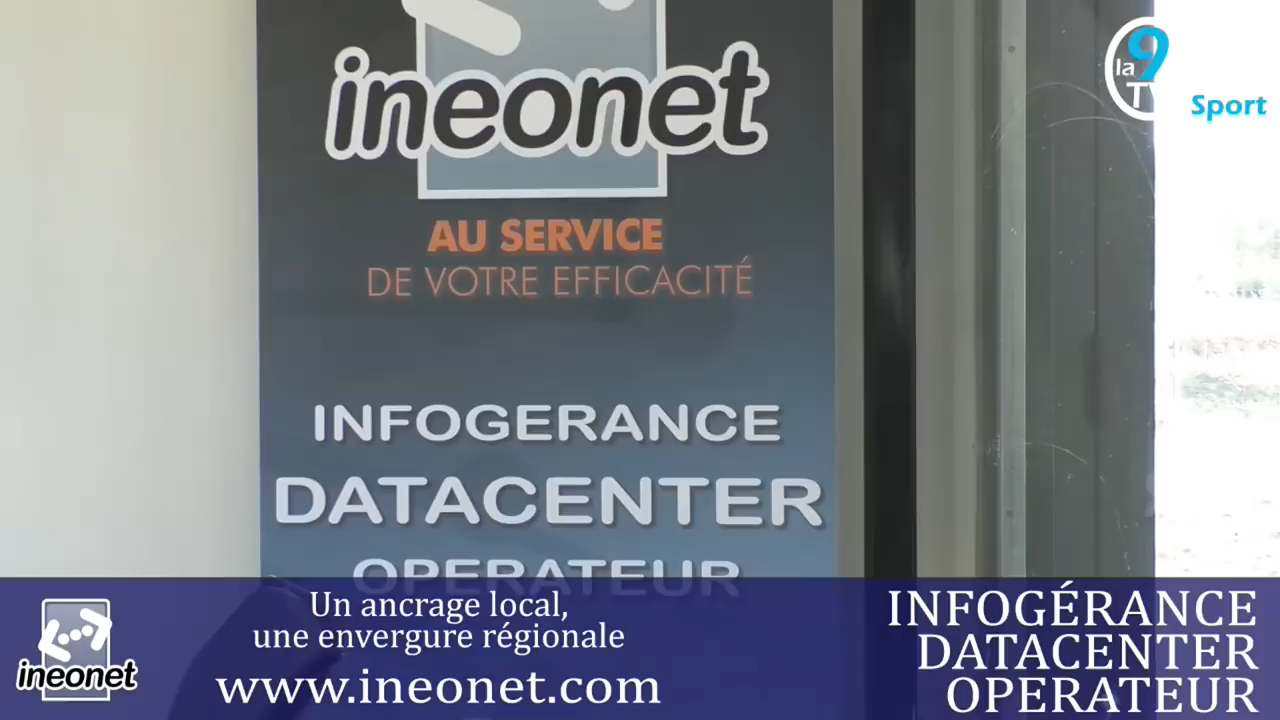 ineonet
la 9
TV
Sport
AU SERVICE
DE VOTRE EFFICACITÉ
INFOGERANCE
DATACENTER
OPERATEUR
ineonet
Un ancrage local,
une envergure régionale
www.ineonet.com
INFOGÉRANCE
DATACENTER
OPERATEUR